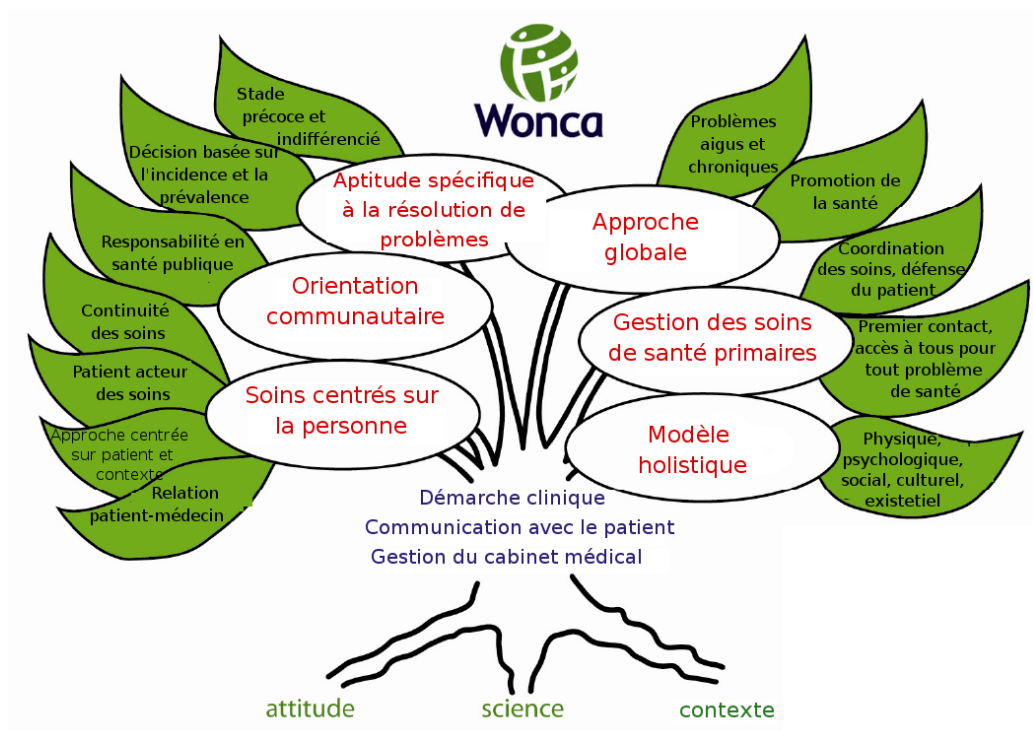 Wonca
Stade
précoce et
indifférencié
Décision basée sur
l'incidence et la
prévalence
Responsabilité en
santé publique
Continuité
des soins
Patient acteur
des soins
Approche centrée
sur patient et
contexte
Relation
patient-médecin
Aptitude spécifique
à la résolution de
problèmes
Orientation
communautaire
Soins centrés sur
la personne
Approche
globale
Gestion des soins
de santé primaires
Modèle
holistique
Problèmes
aigus et
chroniques
Promotion de
la santé
Coordination
des soins, défense
du patient
Premier contact,
accès à tous pour
tout problème
de santé
Physique,
psychologique,
social, culturel,
existetiel
Démarche clinique
Communication avec le patient
Gestion du cabinet médical
attitude
science
contexte